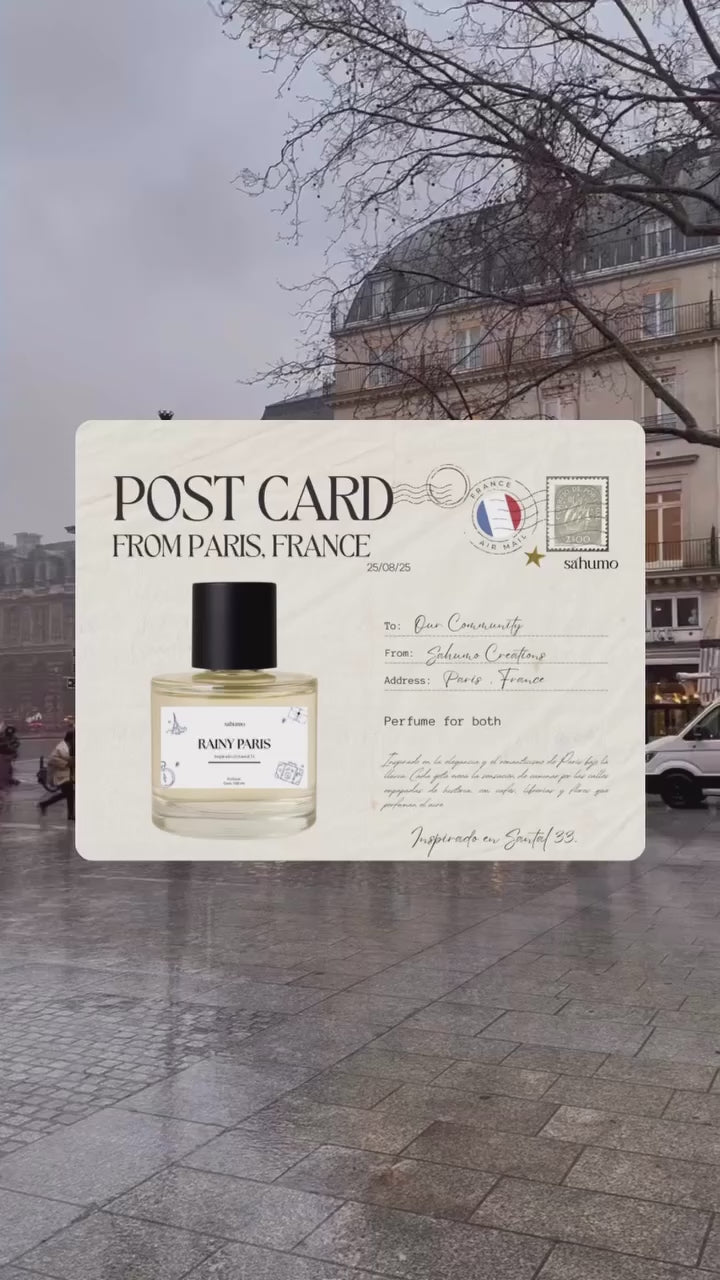 POST CARD
FROM PARIS, FRANCE
25/08/25
FRANCE
AIR MAIL
sahumo
To: Our Community
From: Sahumo Creations
Address: Paris, France
Perfume for both
Inspirado en la elegancia y el romanticismo de París bajo la
lluvia. Cada gota evoca la sensación de caminar por las calles
empapadas de historia, con cafés, librerías y flores que
perfuman el aire.
Inspirado en Santal 33.
sahumo
RAINY PARIS